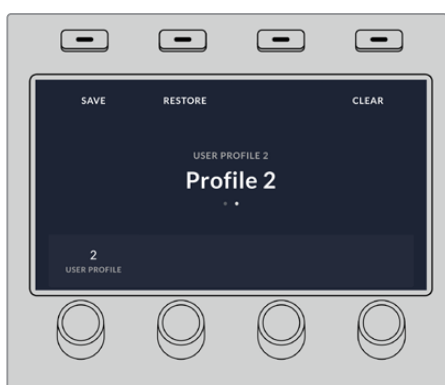 SAVE RESTORE CLEAR
USER PROFILE 2
Profile 2
2
USER PROFILE